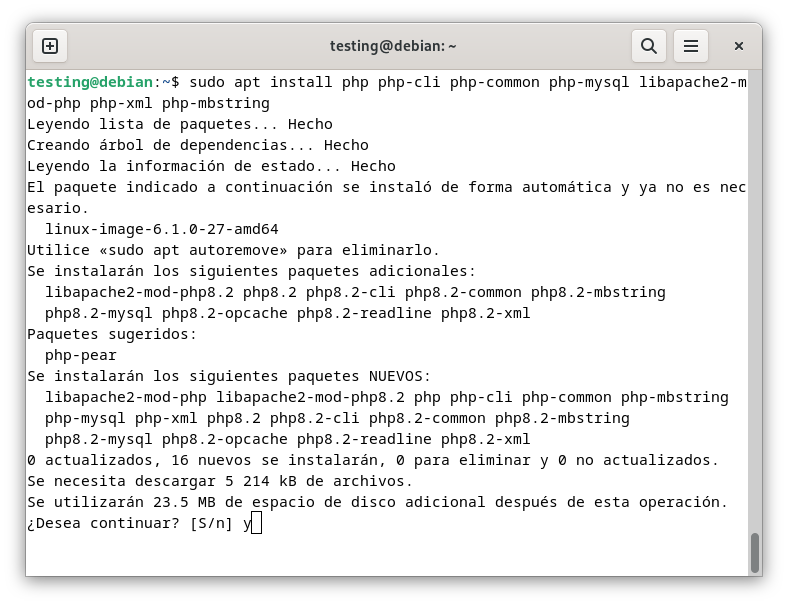 testing@debian: ~
testing@debian:~$ sudo apt install php php-cli php-common php-mysql libapache2-m
od-php php-xml php-mbstring
Leyendo lista de paquetes... Hecho
Creando árbol de dependencias... Hecho
Leyendo la información de estado... Hecho
El paquete indicado a continuación se instaló de forma automática y ya no es nec
esario.
  linux-image-6.1.0-27-amd64
Utilice «sudo apt autoremove» para eliminarlo.
Se instalarán los siguientes paquetes adicionales:
  libapache2-mod-php8.2 php8.2 php8.2-cli php8.2-common php8.2-mbstring
  php8.2-mysql php8.2-opcache php8.2-readline php8.2-xml
Paquetes sugeridos:
  php-pear
Se instalarán los siguientes paquetes NUEVOS:
  libapache2-mod-php libapache2-mod-php8.2 php php-cli php-common php-mbstring
  php-mysql php-xml php8.2 php8.2-cli php8.2-common php8.2-mbstring
  php8.2-mysql php8.2-opcache php8.2-readline php8.2-xml
0 actualizados, 16 nuevos se instalarán, 0 para eliminar y 0 no actualizados.
Se necesita descargar 5 214 kB de archivos.
Se utilizarán 23.5 MB de espacio de disco adicional después de esta operación.
¿Desea continuar? [S/n] y